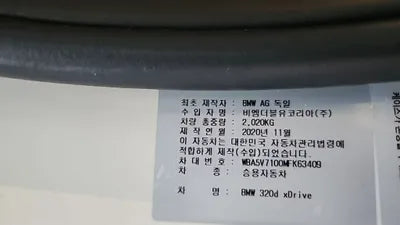 최초 제작자 : BMW AG 독일
수 입 자 명 : 비엠더블유코리아(주)
차량 총중량 : 2,020KG
제 작 연 월 : 2020년 11월
이 자동차는 대한민국 자동차관리법령에
적합하게 제작(수입)되었습니다.
차 대 번 호 : WBA5V7100MFK63409
차 종 : 승용자동차
차 명 : BMW 320d xDrive